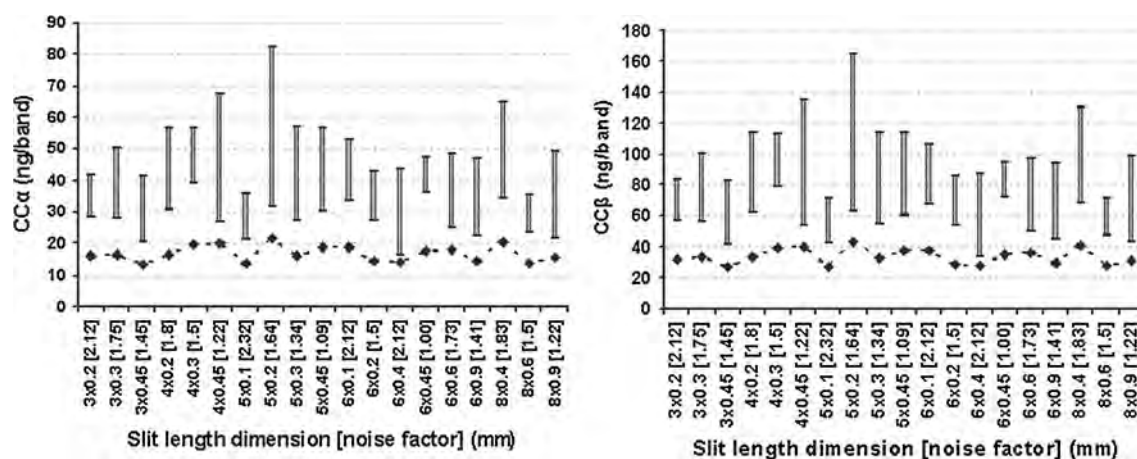 90
80
70
60
50
40
30
20
10
0
CCα (ng/band)
3x0.2 [2.12]
3x0.3 [1.75]
3x0.45 [1.45]
4x0.2 [1.8]
4x0.3 [1.5]
4x0.45 [1.22]
5x0.1 [2.32]
5x0.2 [1.64]
5x0.3 [1.34]
5x0.45 [1.09]
6x0.1 [2.12]
6x0.2 [1.5]
6x0.4 [2.12]
6x0.45 [1.00]
6x0.6 [1.73]
6x0.9 [1.41]
8x0.4 [1.83]
8x0.6 [1.5]
8x0.9 [1.22]
Slit length dimension [noise factor] (mm)
180
160
140
120
100
80
60
40
20
0
CCβ (ng/band)
3x0.2 [2.12]
3x0.3 [1.75]
3x0.45 [1.45]
4x0.2 [1.8]
4x0.3 [1.5]
4x0.45 [1.22]
5x0.1 [2.32]
5x0.2 [1.64]
5x0.3 [1.34]
5x0.45 [1.09]
6x0.1 [2.12]
6x0.2 [1.5]
6x0.4 [2.12]
6x0.45 [1.00]
6x0.6 [1.73]
6x0.9 [1.41]
8x0.4 [1.83]
8x0.6 [1.5]
8x0.9 [1.22]
Slit length dimension [noise factor] (mm)